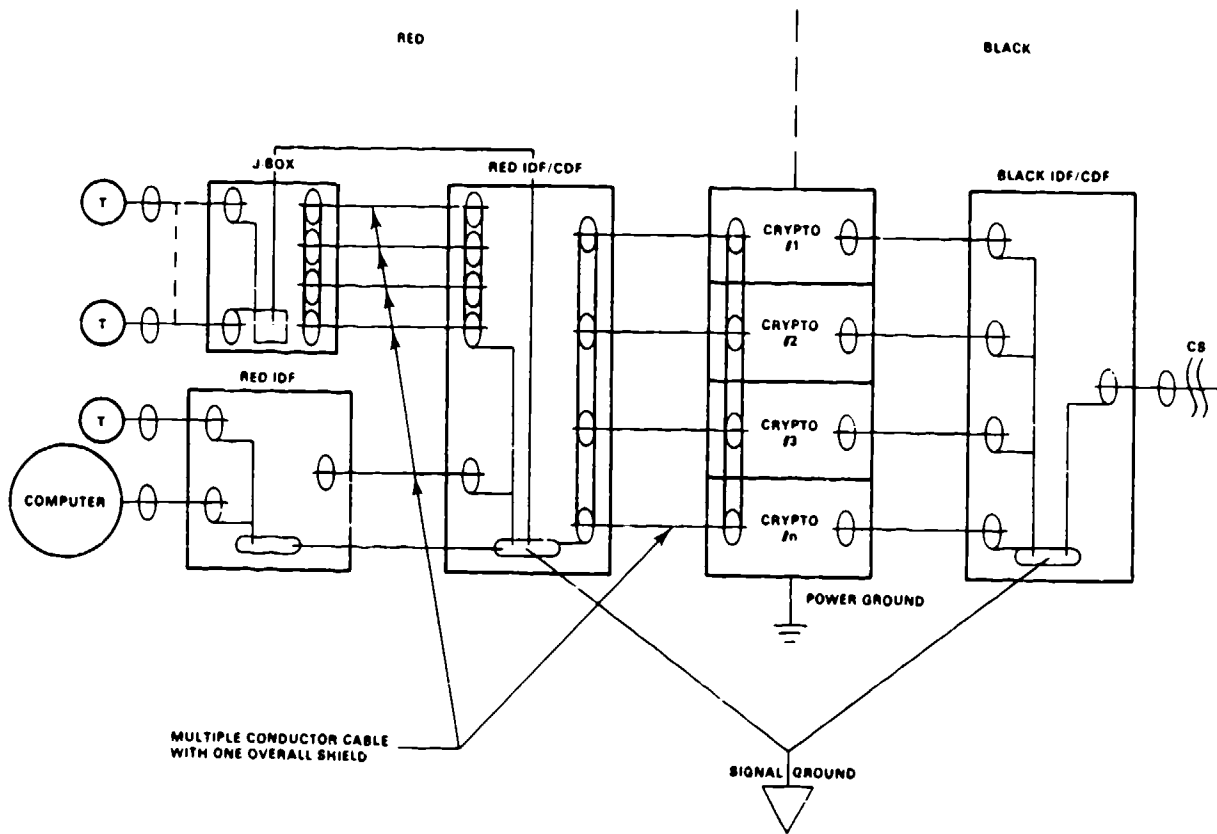 RED
BLACK
J-BOX
RED IDF/CDF
BLACK IDF/CDF
T
T
CRYPTO
#1
CRYPTO
#2
CS
RED IDF
T
CRYPTO
#3
COMPUTER
CRYPTO
#n
POWER GROUND
MULTIPLE CONDUCTOR CABLE
WITH ONE OVERALL SHIELD
SIGNAL GROUND